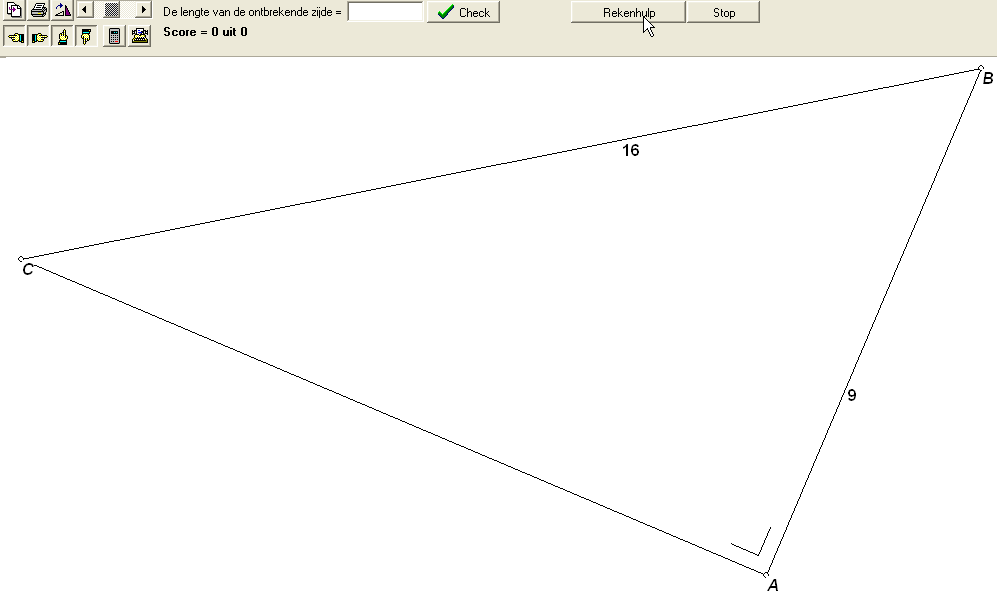 De lengte van de ontbrekende zijde =
Check
Rekenhulp
Stop
Score = 0 uit 0
B
16
C
9
A